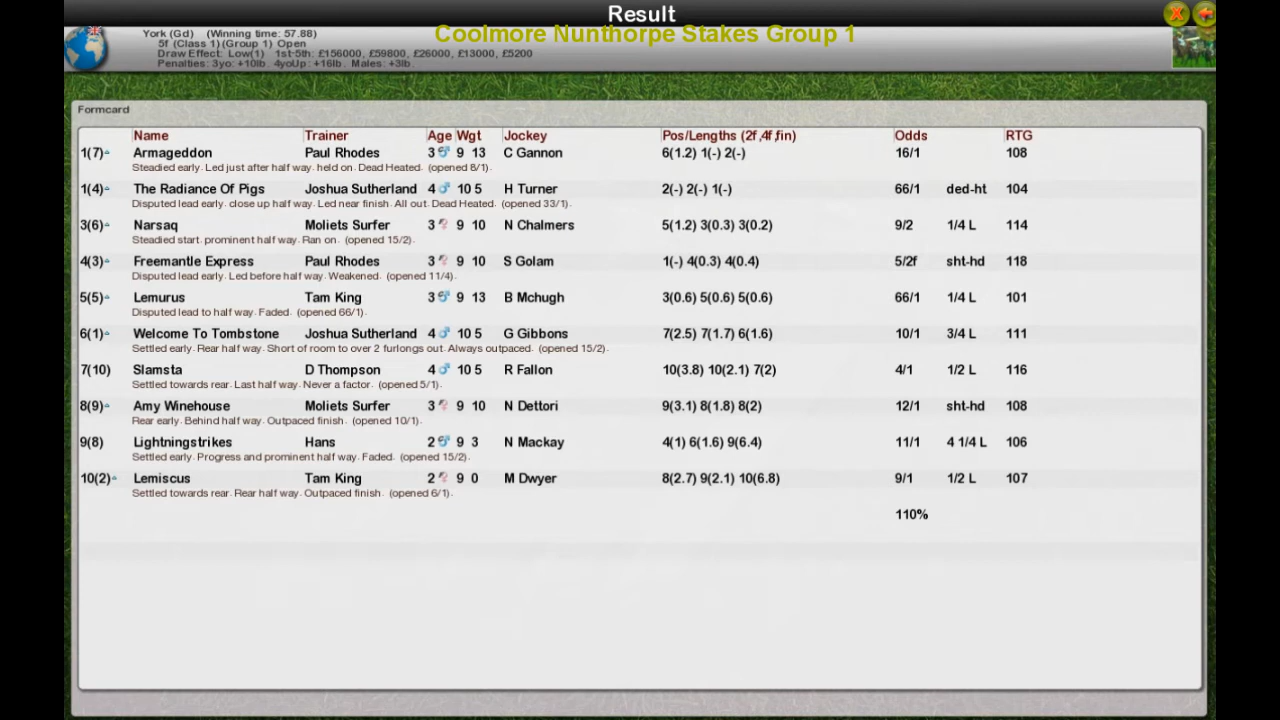 Result
Coolmore Nunthorpe Stakes Group 1
York (Gd) (Winning time: 57.88)
5f (Class 1) (Group 1) Open
Draw Effect: Low(1) 1st-5th: £156000, £59800, £26000, £13000, £5200
Penalties: 3yo: +10lb. 4yoUp: +16lb. Males: +3lb.
Formcard
Name Trainer Age Wgt Jockey Pos/Lengths (2f,4f,fin) Odds RTG
1(7) Armageddon Paul Rhodes 3 9 13 C Gannon 6(1.2) 1(-) 2(-) 16/1 108
Steadied early. Led just after half way. held on. Dead Heated. (opened 8/1).
1(4) The Radiance Of Pigs Joshua Sutherland 4 10 5 H Turner 2(-) 2(-) 1(-) 66/1 ded-ht 104
Disputed lead early. close up half way. Led near finish. All out. Dead Heated. (opened 33/1).
3(6) Narsaq Moliets Surfer 3 9 10 N Chalmers 5(1.2) 3(0.3) 3(0.2) 9/2 1/4 L 114
Steadied start. prominent half way. Ran on. (opened 15/2).
4(3) Freemantle Express Paul Rhodes 3 9 10 S Golam 1(-) 4(0.3) 4(0.4) 5/2f sht-hd 118
Disputed lead early. Led before half way. Weakened. (opened 11/4).
5(5) Lemurus Tam King 3 9 13 B Mchugh 3(0.6) 5(0.6) 5(0.6) 66/1 1/4 L 101
Disputed lead to half way. Faded. (opened 66/1).
6(1) Welcome To Tombstone Joshua Sutherland 4 10 5 G Gibbons 7(2.5) 7(1.7) 6(1.6) 10/1 3/4 L 111
Settled early. Rear half way. Short of room to over 2 furlongs out. Always outpaced. (opened 15/2).
7(10) Slamsta D Thompson 4 10 5 R Fallon 10(3.8) 10(2.1) 7(2) 4/1 1/2 L 116
Settled towards rear. Last half way. Never a factor. (opened 5/1).
8(9) Amy Winehouse Moliets Surfer 3 9 10 N Dettori 9(3.1) 8(1.8) 8(2) 12/1 sht-hd 108
Rear early. Behind half way. Outpaced finish. (opened 10/1).
9(8) Lightningstrikes Hans 2 9 3 N Mackay 4(1) 6(1.6) 9(6.4) 11/1 4 1/4 L 106
Settled early. Progress and prominent half way. Faded. (opened 15/2).
10(2) Lemiscus Tam King 2 9 0 M Dwyer 8(2.7) 9(2.1) 10(6.8) 9/1 1/2 L 107
Settled towards rear. Rear half way. Outpaced finish. (opened 6/1).
110%